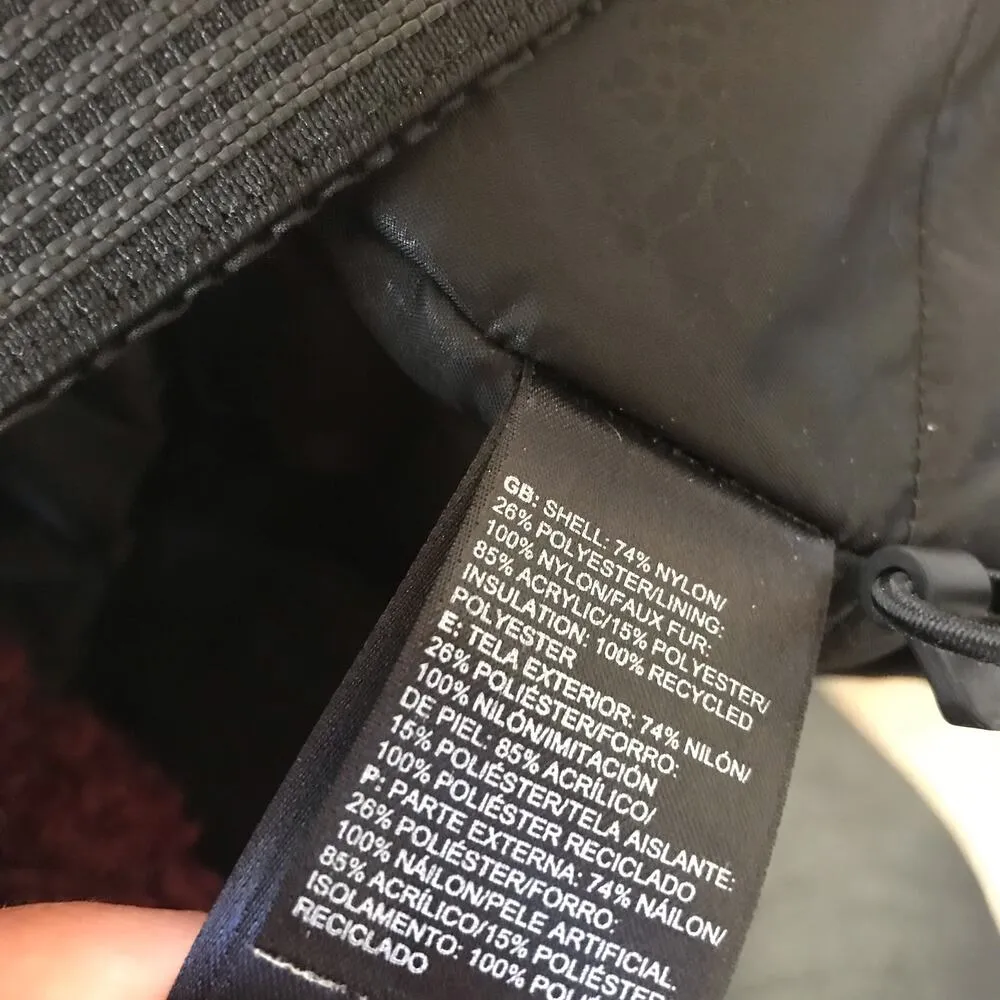 GB: SHELL: 74% NYLON/
26% POLYESTER/LINING:
100% NYLON/FAUX FUR:
85% ACRYLIC/15% POLYESTER/
INSULATION: 100% RECYCLED
POLYESTER
E: TELA EXTERIOR: 74% NILÓN/
26% POLIÉSTER/FORRO:
100% NILÓN/IMITACIÓN
DE PIEL: 85% ACRÍLICO/
15% POLIÉSTER/TELA AISLANTE:
100% POLIÉSTER RECICLADO
P: PARTE EXTERNA: 74% NÁILON/
26% POLIÉSTER/FORRO:
100% NÁILON/PELE ARTIFICIAL.
85% ACRÍLICO/15% POLIÉSTER
ISOLAMENTO: 100%
RECICLADO